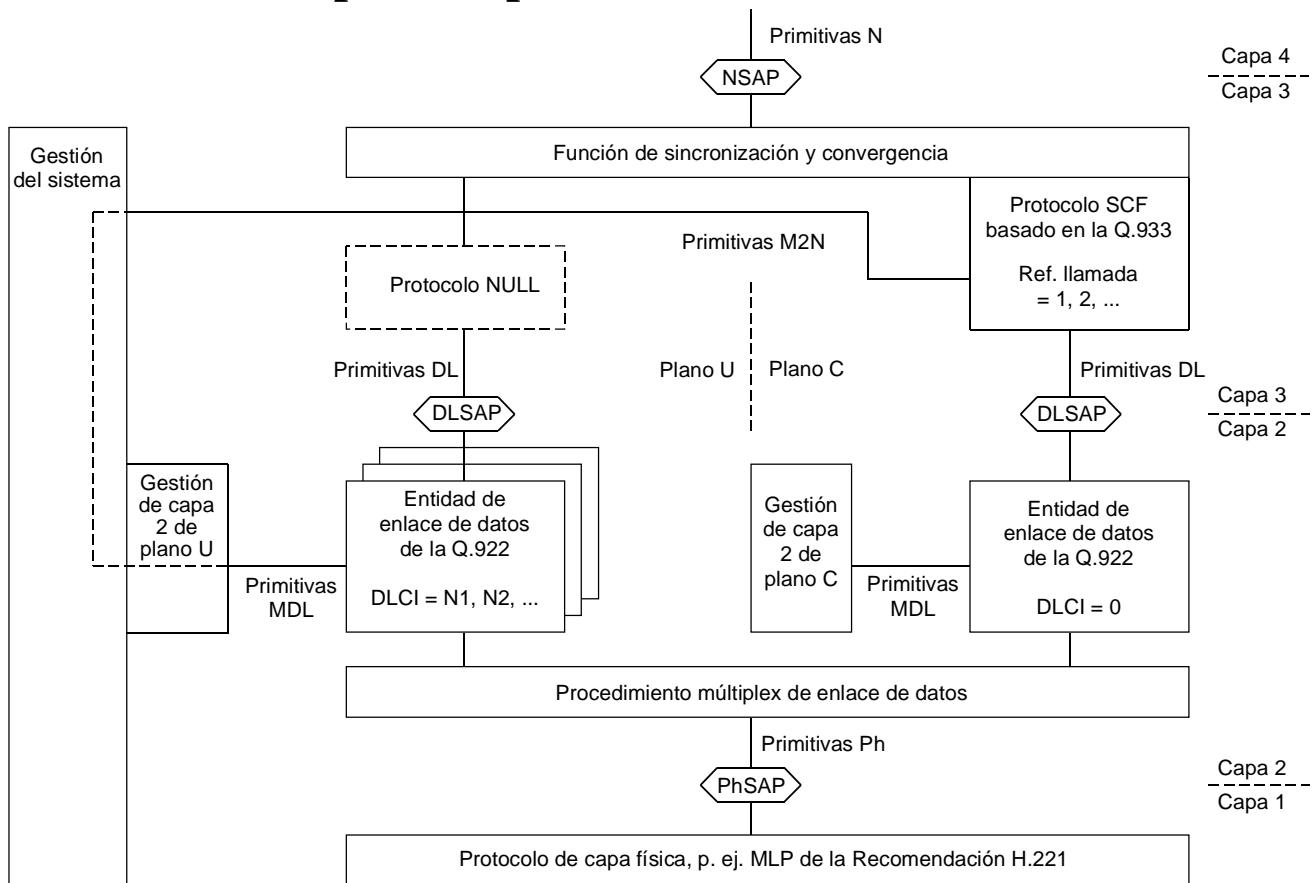 Primitivas N
NSAP
Capa 4
Capa 3
Función de sincronización y convergencia
Gestión
del sistema
Protocolo SCF
basado en la Q.933
Ref. llamada
= 1, 2, ...
Primitivas M2N
Protocolo NULL
Primitivas DL
Plano U
Plano C
Primitivas DL
DLSAP
DLSAP
Capa 3
Capa 2
Gestión
de capa
2 de
plano U
Primitivas
MDL
Entidad de
enlace de datos
de la Q.922
DLCI = N1, N2, ...
Gestión
de capa
2 de
plano C
Primitivas
MDL
Entidad de
enlace de datos
de la Q.922
DLCI = 0
Procedimiento múltiplex de enlace de datos
Primitivas Ph
PhSAP
Capa 2
Capa 1
Protocolo de capa física, p. ej. MLP de la Recomendación H.221